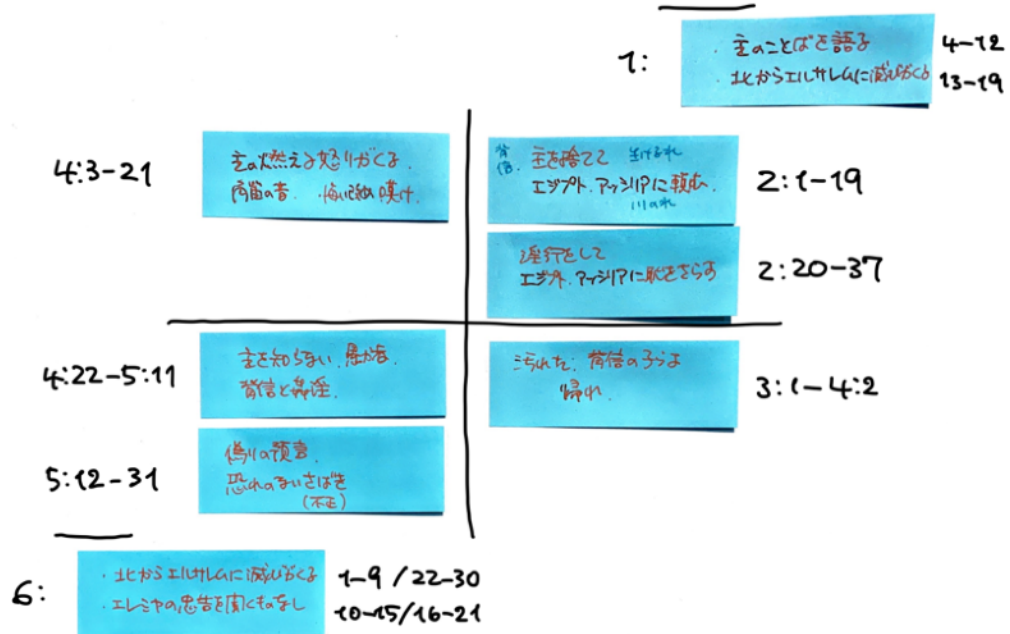 1:
・主のことばを語る 4-12
・北からエルサレムに滅びがくる 13-19
4:3-21
主の燃える怒りがくる.
角笛の音. 嘆け.
背信. 主を捨てて
エジプト.アッシリアに頼む.
2:1-19
淫行をして
エジプト.アッシリアに恥をさらす
2:20-37
4:22-5:11
主を知らない.愚か者.
背信と姦淫.
汚れた. 背信の子らよ
帰れ.
3:1-4:2
5:12-31
偽りの預言.
恐れのないさばき
(不正)
6:
・北からエルサレムに滅びがくる 1-9/22-30
・エレミヤの忠告を聞くものなし 10-15/16-21